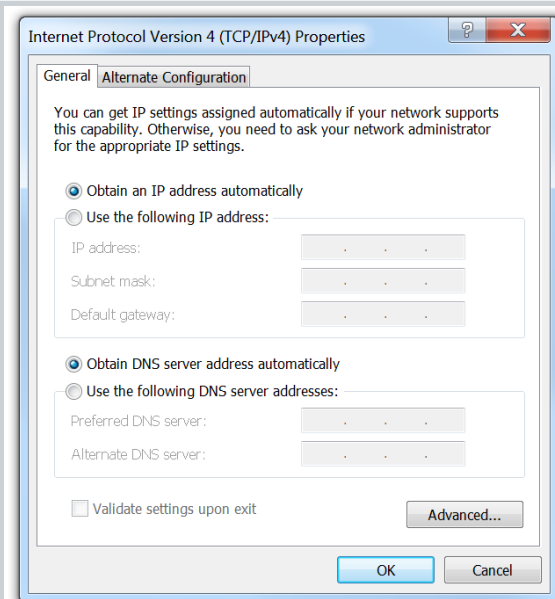 Internet Protocol Version 4 (TCP/IPv4) Properties
General
Alternate Configuration
You can get IP settings assigned automatically if your network supports
this capability. Otherwise, you need to ask your network administrator
for the appropriate IP settings.
Obtain an IP address automatically
Use the following IP address:
IP address:
Subnet mask:
Default gateway:
Obtain DNS server address automatically
Use the following DNS server addresses:
Preferred DNS server:
Alternate DNS server:
Validate settings upon exit
Advanced...
OK
Cancel